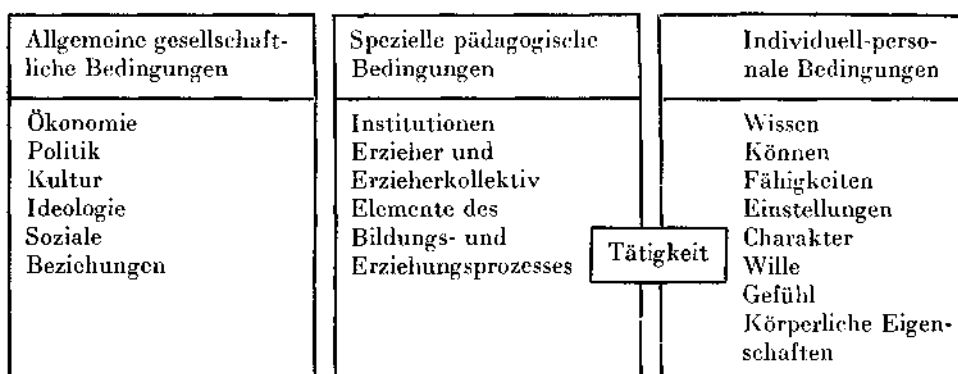 Allgemeine gesellschaft-
liche Bedingungen
Ökonomie
Politik
Kultur
Ideologie
Soziale
Beziehungen
Spezielle pädagogische
Bedingungen
Institutionen
Erzieher und
Erzieherkollektiv
Elemente des
Bildungs- und
Erziehungsprozesses
Tätigkeit
Individuell-perso-
nale Bedingungen
Wissen
Können
Fähigkeiten
Einstellungen
Charakter
Wille
Gefühl
Körperliche Eigen-
schaften